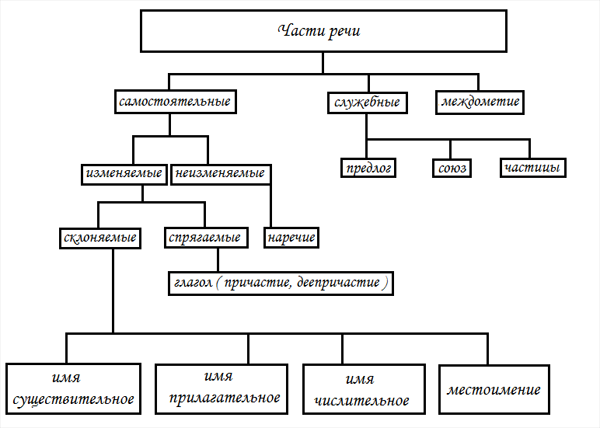 Части речи
самостоятельные
служебные
междометие
предлог
союз
частицы
изменяемые
неизменяемые
склоняемые
спрягаемые
наречие
глагол ( причастие, деепричастие )
имя
существительное
имя
прилагательное
имя
числительное
местоимение